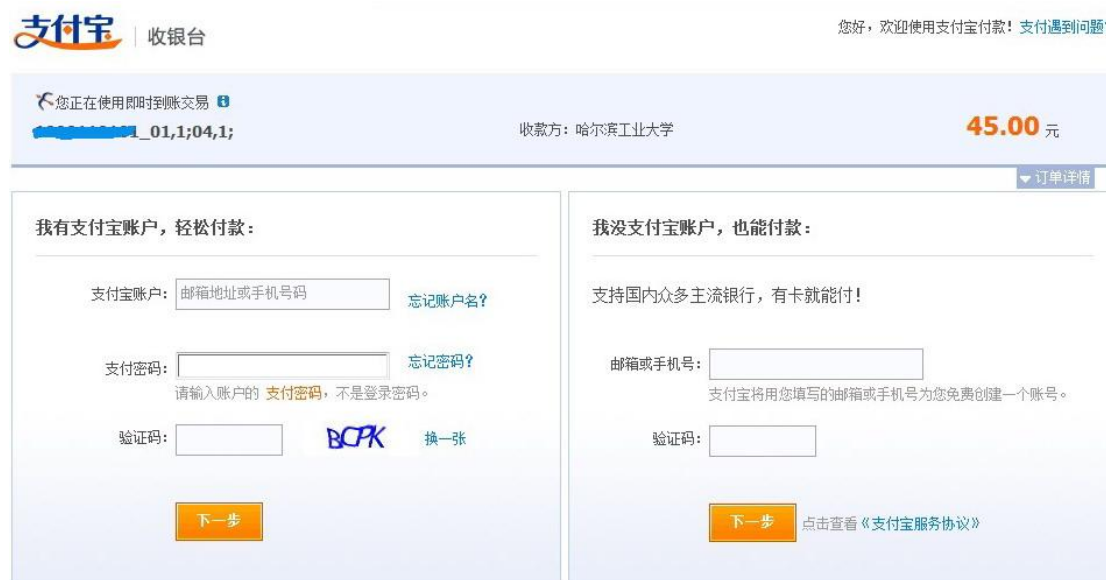 支付宝 收银台
您好，欢迎使用支付宝付款！支付遇到问题
您正在使用即时到账交易
1_01,1;04,1;
收款方：哈尔滨工业大学
45.00 元
订单详情
我有支付宝账户，轻松付款：
支付宝账户： 邮箱地址或手机号码 忘记账户名？
支付密码： 忘记密码？
请输入账户的 支付密码，不是登录密码。
验证码： BCPK 换一张
下一步
我没支付宝账户，也能付款：
支持国内众多主流银行，有卡就能付！
邮箱或手机号：
支付宝将用您填写的邮箱或手机号为您免费创建一个账号。
验证码：
下一步 点击查看《支付宝服务协议》